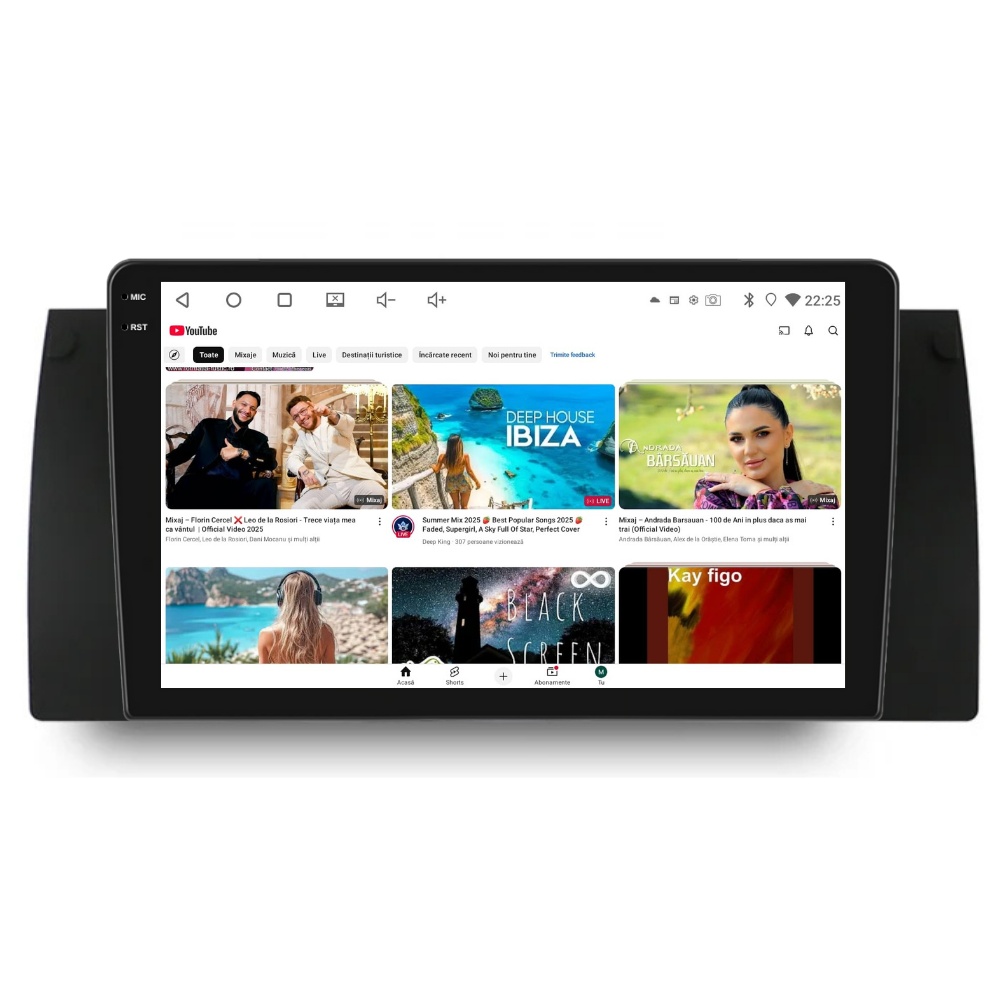 MIC
RST
22:25
YouTube
Toate Mixaje Muzică Live Destinații turistice Încărcate recent Noi pentru tine Trimite feedback
Mixaj
DEEP HOUSE
IBIZA
LIVE
ANDRADA
BÂRSĂUAN
Mixaj
Mixaj – Florin Cercel ❌ Leo de la Rosiori - Trece viața mea
ca vântul | Official Video 2025
Florin Cercel, Leo de la Rosiori, Dani Mocanu și mulți alții
LIVE
Summer Mix 2025 🍓 Best Popular Songs 2025 🍓
Faded, Supergirl, A Sky Full Of Star, Perfect Cover
Deep King · 307 persoane vizionează
Mixaj – Andrada Barsauan - 100 de Ani in plus daca as mai
trai (Official Video)
Andrada Bârsăuan, Alex de la Orăștie, Elena Toma și mulți alții
BLACK
SCREEN
Kay figo
Acasă
Shorts
Abonamente
M
Tu